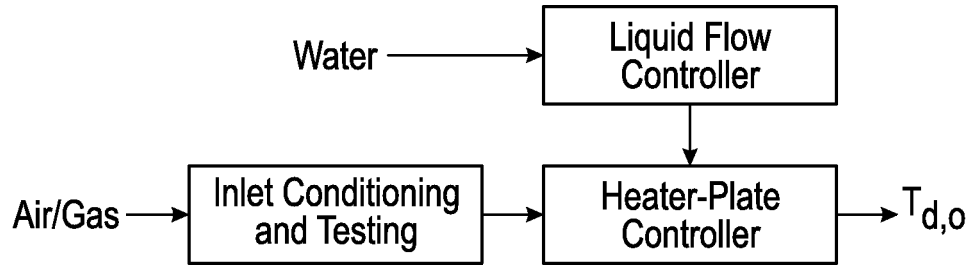 Water
Liquid Flow
Controller
Air/Gas
Inlet Conditioning
and Testing
Heater-Plate
Controller
Td,o